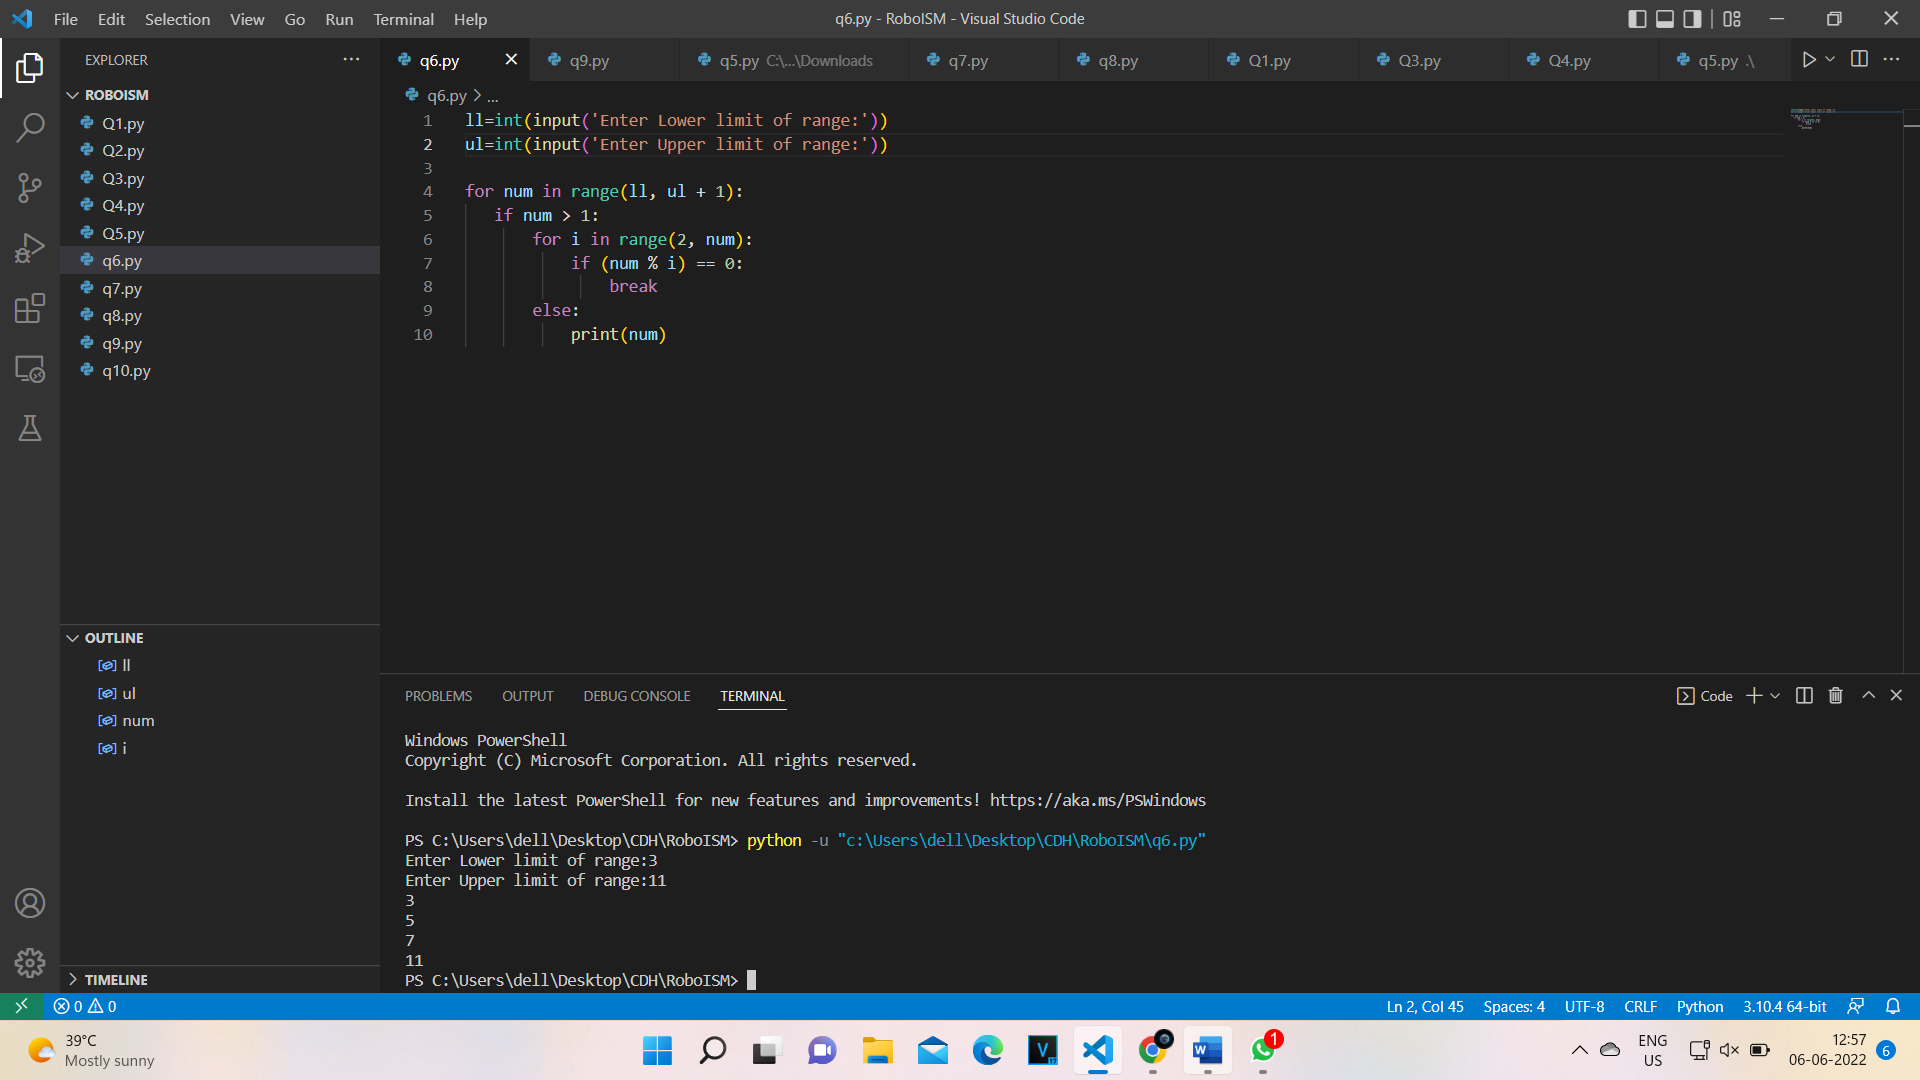 File Edit Selection View Go Run Terminal Help
q6.py - RoboISM - Visual Studio Code
EXPLORER
ROBOISM
Q1.py
Q2.py
Q3.py
Q4.py
Q5.py
q6.py
q7.py
q8.py
q9.py
q10.py
OUTLINE
ll
ul
num
i
TIMELINE
q6.py q9.py q5.py C:\...\Downloads q7.py q8.py Q1.py Q3.py Q4.py q5.py .\
q6.py > ...
1 ll=int(input('Enter Lower limit of range:'))
2 ul=int(input('Enter Upper limit of range:'))
3
4 for num in range(ll, ul + 1):
5 if num > 1:
6 for i in range(2, num):
7 if (num % i) == 0:
8 break
9 else:
10 print(num)
PROBLEMS OUTPUT DEBUG CONSOLE TERMINAL
Code
Windows PowerShell
Copyright (C) Microsoft Corporation. All rights reserved.
Install the latest PowerShell for new features and improvements! https://aka.ms/PSWindows
PS C:\Users\dell\Desktop\CDH\RoboISM> python -u "c:\Users\dell\Desktop\CDH\RoboISM\q6.py"
Enter Lower limit of range:3
Enter Upper limit of range:11
3
5
7
11
PS C:\Users\dell\Desktop\CDH\RoboISM>
0 0
Ln 2, Col 45 Spaces: 4 UTF-8 CRLF Python 3.10.4 64-bit
39°C
Mostly sunny
V
W
1
ENG
US
12:57
06-06-2022
6